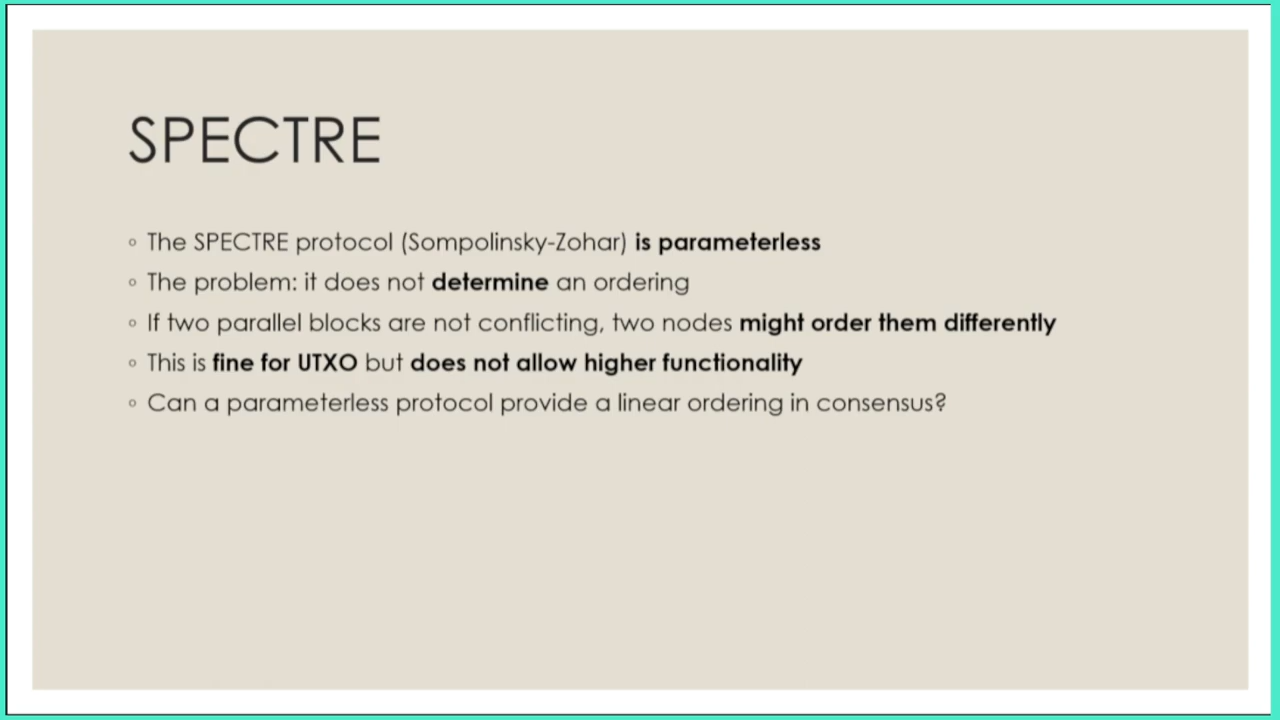 SPECTRE
◦ The SPECTRE protocol (Sompolinsky-Zohar) is parameterless
◦ The problem: it does not determine an ordering
◦ If two parallel blocks are not conflicting, two nodes might order them differently
◦ This is fine for UTXO but does not allow higher functionality
◦ Can a parameterless protocol provide a linear ordering in consensus?